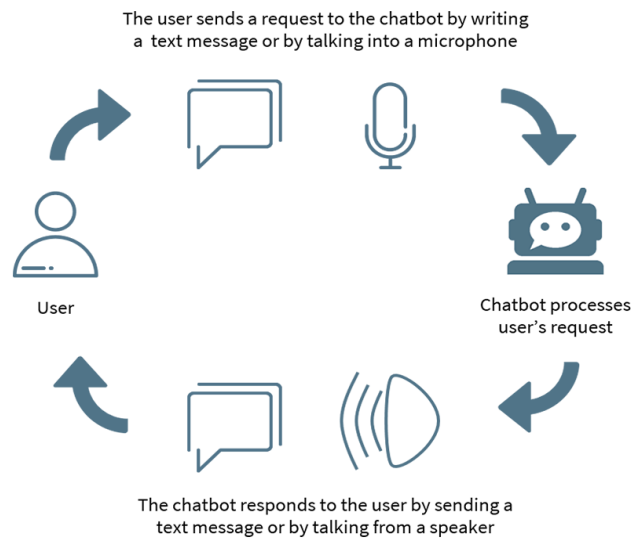 The user sends a request to the chatbot by writing
a text message or by talking into a microphone
User
Chatbot processes
user's request
The chatbot responds to the user by sending a
text message or by talking from a speaker